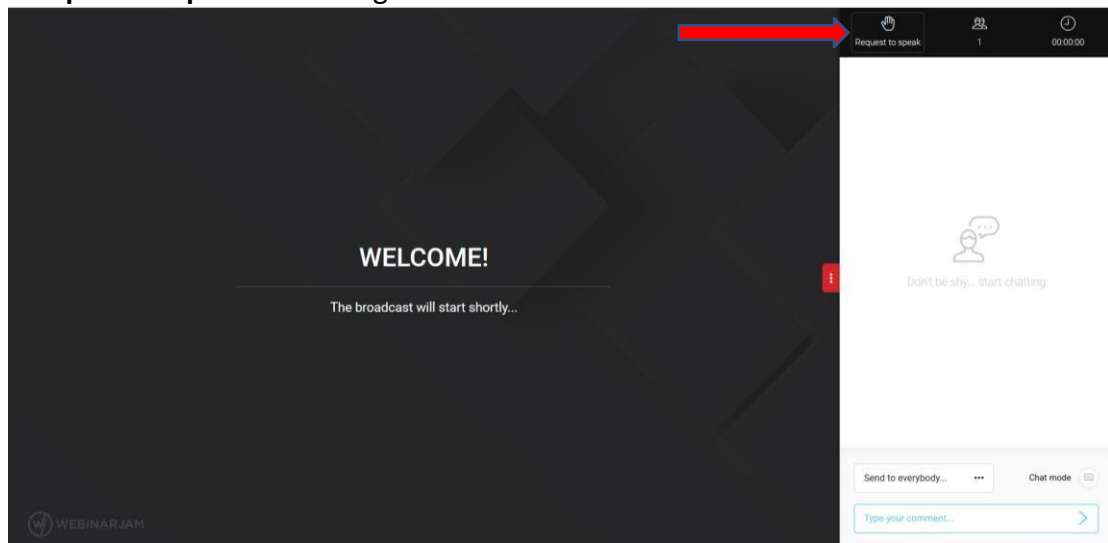 Request to speak
1
00:00:00
WELCOME!
The broadcast will start shortly...
Don't be shy... start chatting
Send to everybody... •••
Chat mode
Type your comment...
WEBINARJAM